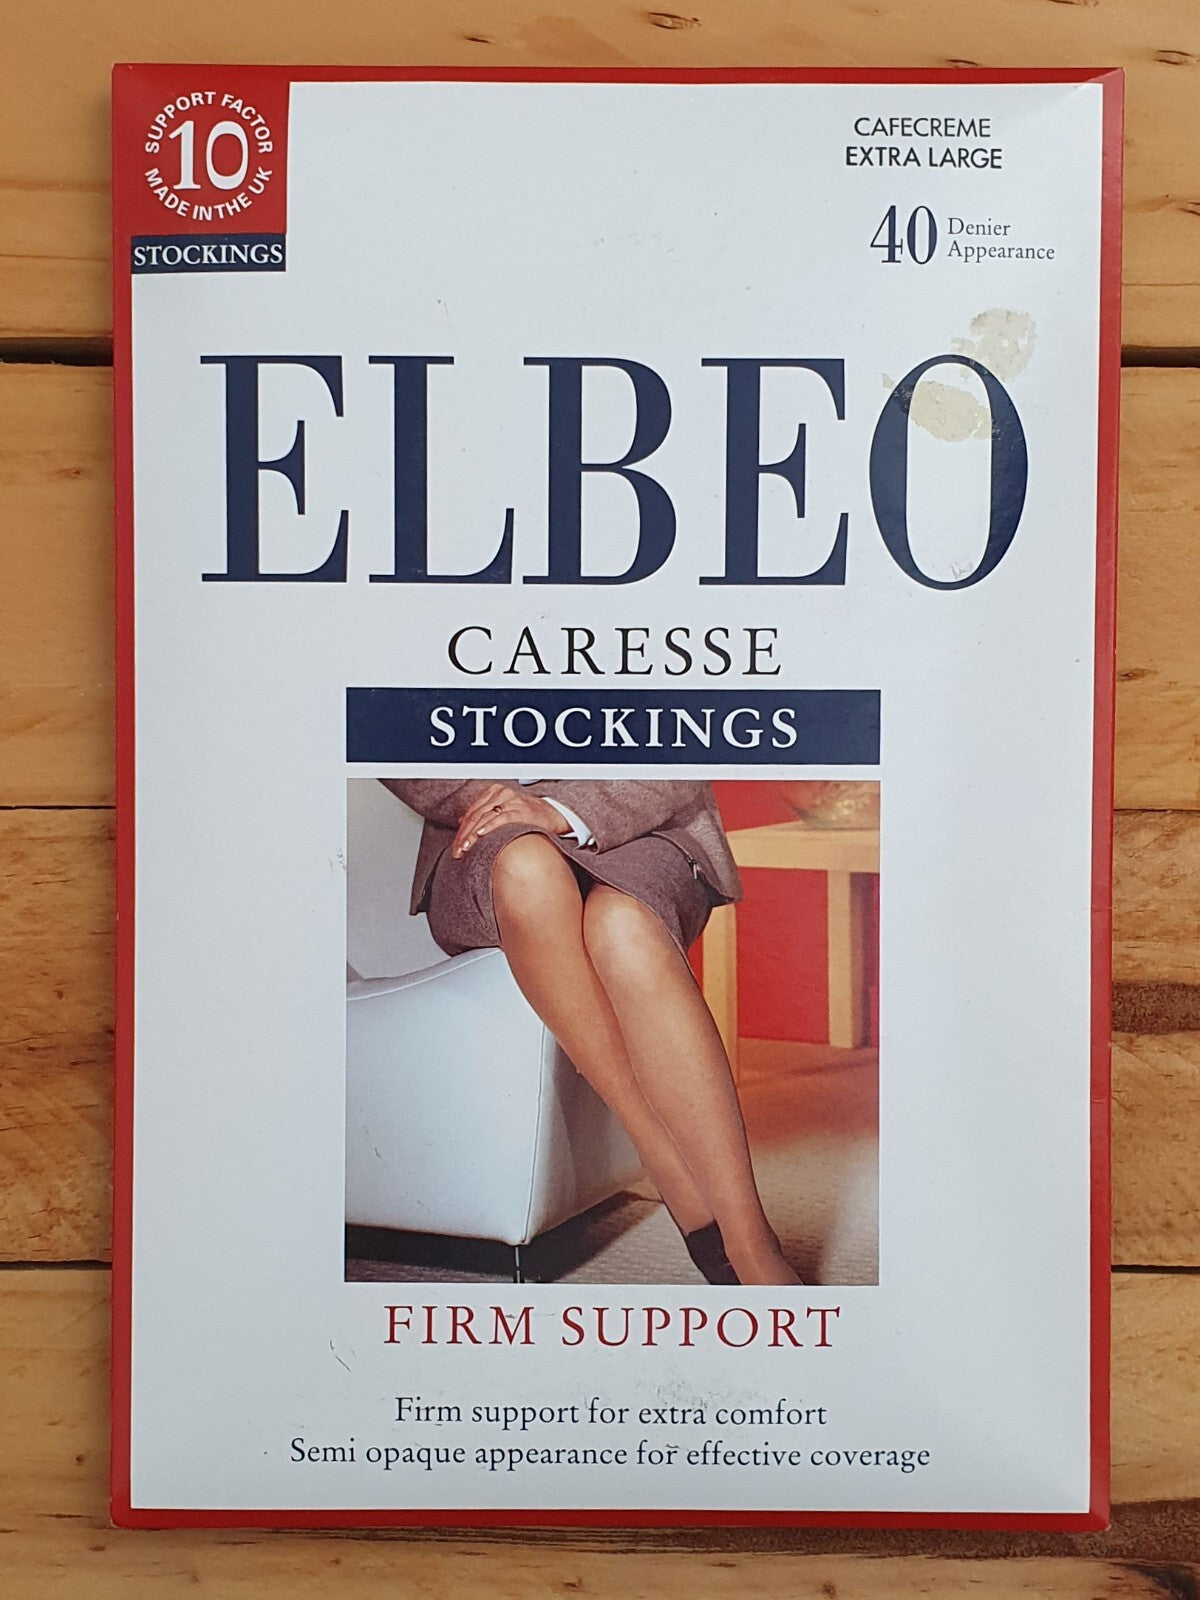 SUPPORT FACTOR
10
MADE IN THE UK
STOCKINGS
CAFECREME
EXTRA LARGE
40 Denier
Appearance
ELBEO
CARESSE
STOCKINGS
FIRM SUPPORT
Firm support for extra comfort
Semi opaque appearance for effective coverage